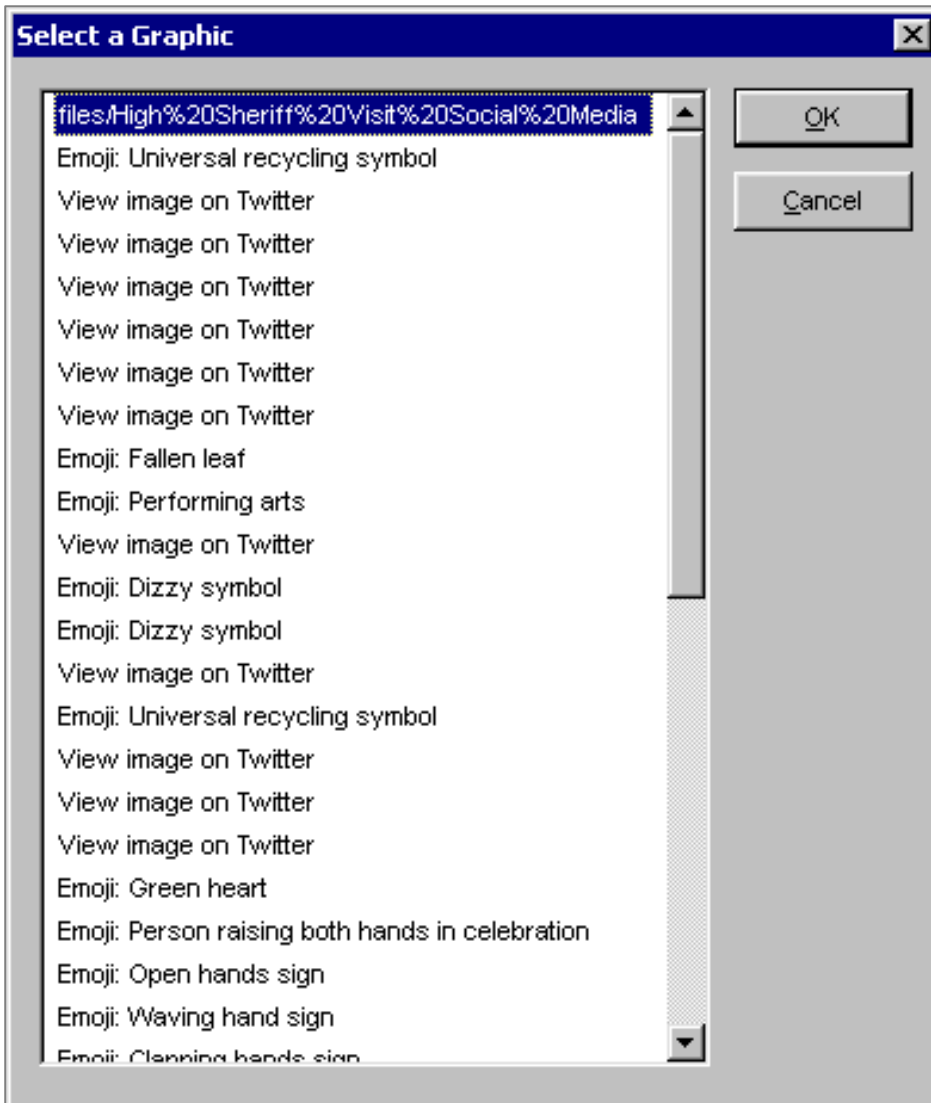 Select a Graphic
files/High%20Sheriff%20Visit%20Social%20Media
OK
Emoji: Universal recycling symbol
View image on Twitter
Cancel
View image on Twitter
View image on Twitter
View image on Twitter
View image on Twitter
View image on Twitter
Emoji: Fallen leaf
Emoji: Performing arts
View image on Twitter
Emoji: Dizzy symbol
Emoji: Dizzy symbol
View image on Twitter
Emoji: Universal recycling symbol
View image on Twitter
View image on Twitter
View image on Twitter
Emoji: Green heart
Emoji: Person raising both hands in celebration
Emoji: Open hands sign
Emoji: Waving hand sign
Emoji: Clapping hands sign